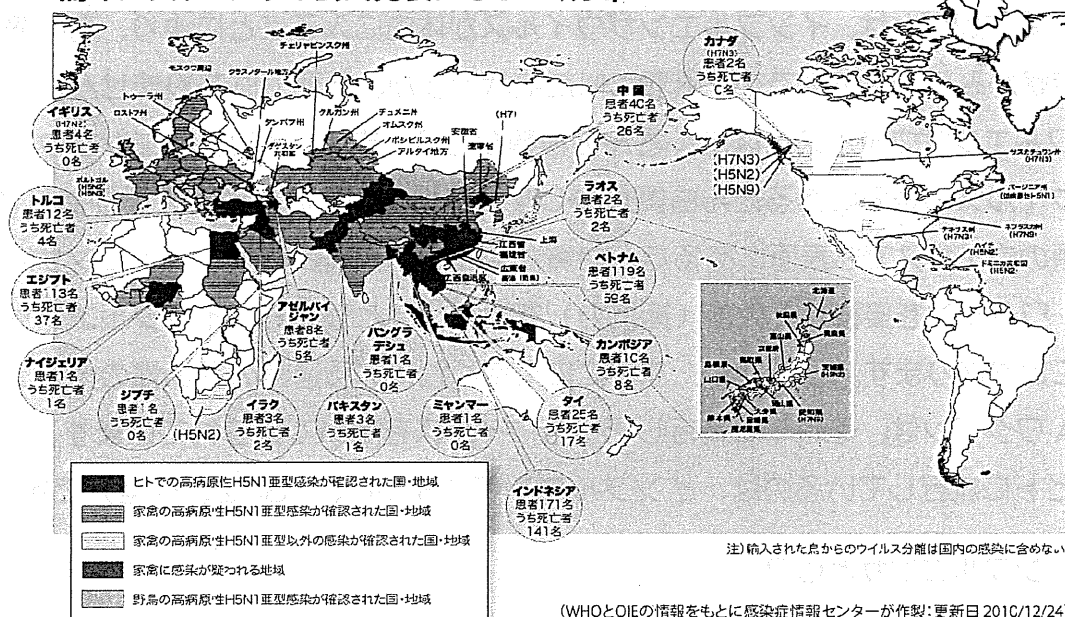 チェリャビンスク州
モスクワ周辺
クラスノダール地方
トゥーラ州
ロストフ州
タンバフ州
クルガン州
チュメニ州
オムスク州
ノボシビルスク州
アルタイ地方
安徽省
遼寧省
(H7)
イギリス
(H7N2)
患者4名
うち死亡者
0名
ポルトガル
(H5N2)
カナダ
(H7N3)
患者2名
うち死亡者
0名
中国
患者40名
うち死亡者
26名
(H7N3)
(H5N2)
(H5N9)
サスカチュワン州
(H7N3)
バージニア州
ネブラスカ州
(H7N9)
テネシー州
(H7N3)
ハイチ
(H5N2)
ドミニカ共和国
(H5N2)
トルコ
患者12名
うち死亡者
4名
ラオス
患者2名
うち死亡者
2名
上海
江西省
福建省
広東省
広西自治区
ベトナム
患者119名
うち死亡者
59名
エジプト
患者113名
うち死亡者
37名
アゼルバイ
ジャン
患者8名
うち死亡者
5名
バングラ
デシュ
患者1名
うち死亡者
0名
カンボジア
患者10名
うち死亡者
8名
ナイジェリア
患者1名
うち死亡者
1名
ジブチ
患者1名
うち死亡者
0名
(H5N2)
イラク
患者3名
うち死亡者
2名
パキスタン
患者3名
うち死亡者
1名
ミャンマー
患者1名
うち死亡者
0名
タイ
患者25名
うち死亡者
17名
インドネシア
患者171名
うち死亡者
141名
北海道
秋田県
青森県
富山県
京都府
鳥取県
島根県
山口県
茨城県
(H5N2)
岡山県
愛知県
(H7N6)
大分県
熊本県
宮崎県
鹿児島県
ヒトでの高病原性H5N1亜型感染が確認された国・地域
家禽の高病原性H5N1亜型感染が確認された国・地域
家禽の高病原性H5N1亜型以外の感染が確認された国・地域
家禽に感染が疑われる地域
野鳥の高病原性H5N1亜型感染が確認された国・地域
注)輸入された鳥からのウイルス分離は国内の感染に含めない
(WHOとOIEの情報をもとに感染症情報センターが作製:更新日 2010/12/24)